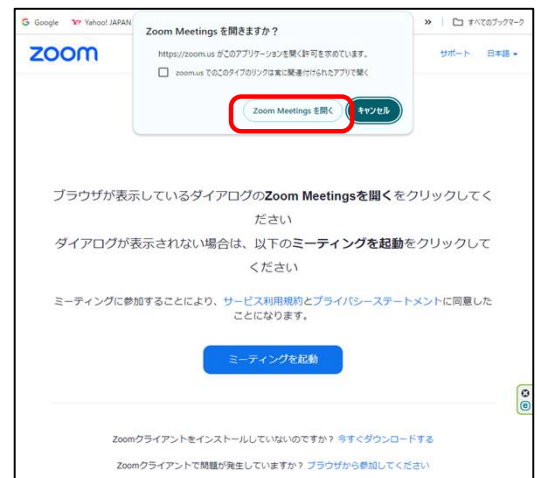 Google Yahoo! JAPAN
» すべてのブックマーク
Zoom Meetings を開きますか？
https://zoom.us がこのアプリケーションを開く許可を求めています。
zoom.us でのこのタイプのリンクは常に関連付けられたアプリで開く
Zoom Meetings を開く キャンセル
zoom サポート 日本語
ブラウザが表示しているダイアログのZoom Meetingsを開くをクリックしてく
ださい
ダイアログが表示されない場合は、以下のミーティングを起動をクリックして
ください
ミーティングに参加することにより、サービス利用規約とプライバシーステートメントに同意した
ことになります。
ミーティングを起動
Zoomクライアントをインストールしていないのですか？ 今すぐダウンロードする
Zoomクライアントで問題が発生していますか？ ブラウザから参加してください